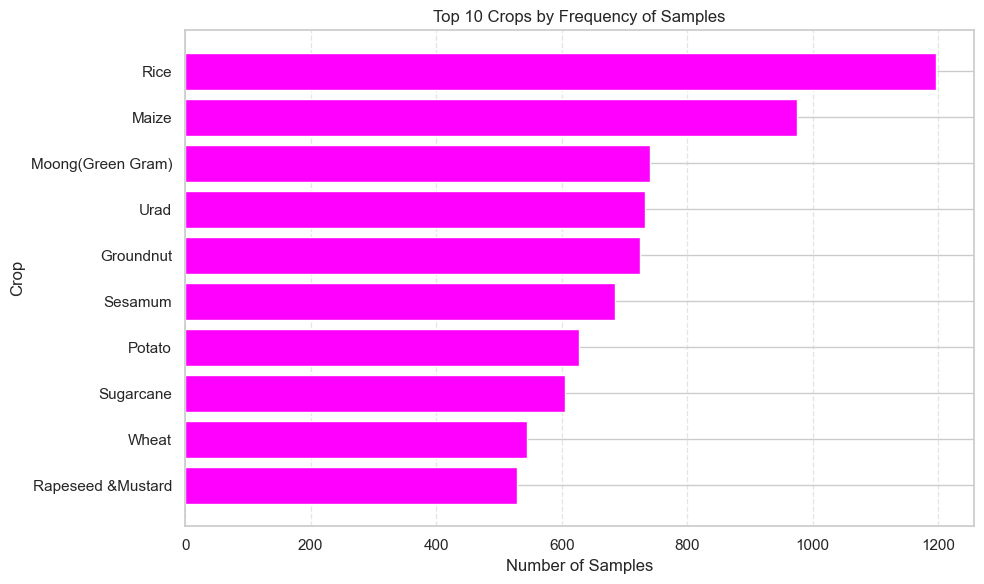 Top 10 Crops by Frequency of Samples
Rice
Maize
Moong(Green Gram)
Urad
Groundnut
Sesamum
Potato
Sugarcane
Wheat
Rapeseed &Mustard
Crop
0 200 400 600 800 1000 1200
Number of Samples